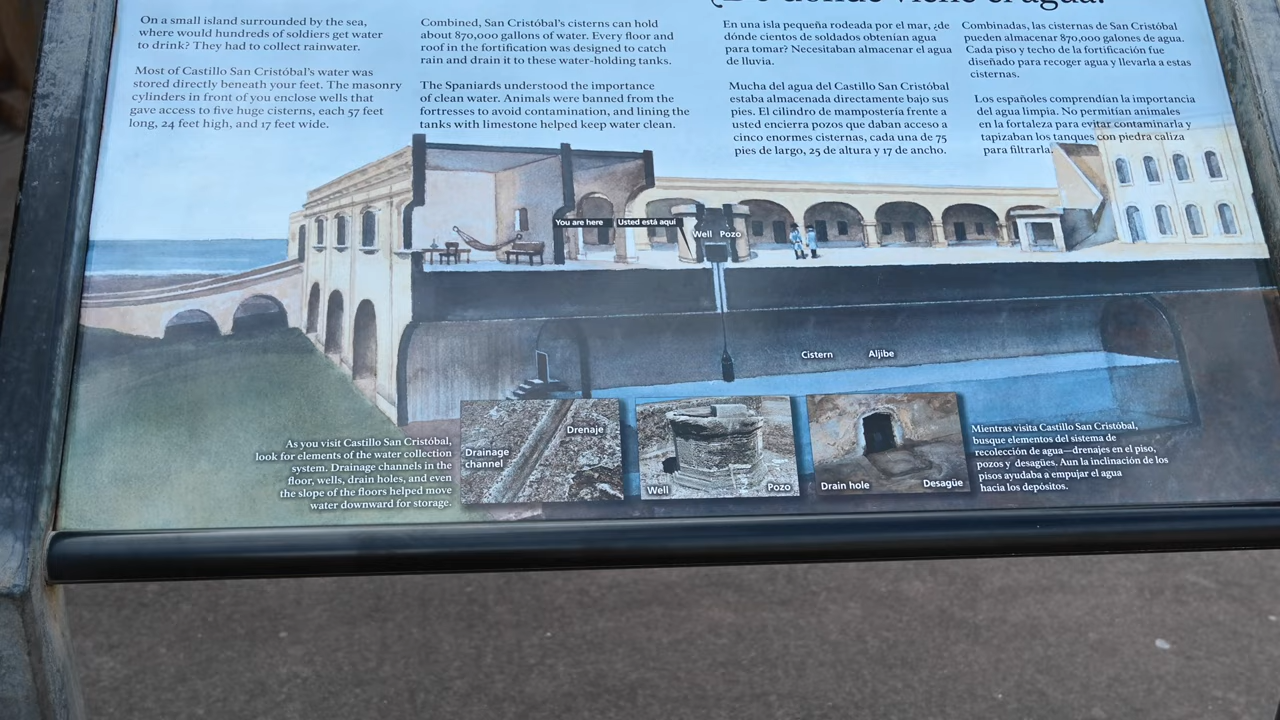 ¿De dónde viene el agua?
On a small island surrounded by the sea,
where would hundreds of soldiers get water
to drink? They had to collect rainwater.
Most of Castillo San Cristóbal's water was
stored directly beneath your feet. The masonry
cylinders in front of you enclose wells that
gave access to five huge cisterns, each 57 feet
long, 24 feet high, and 17 feet wide.
Combined, San Cristóbal's cisterns can hold
about 870,000 gallons of water. Every floor and
roof in the fortification was designed to catch
rain and drain it to these water-holding tanks.
The Spaniards understood the importance
of clean water. Animals were banned from the
fortresses to avoid contamination, and lining the
tanks with limestone helped keep water clean.
En una isla pequeña rodeada por el mar, ¿de
dónde cientos de soldados obtenían agua
para tomar? Necesitaban almacenar el agua
de lluvia.
Mucha del agua del Castillo San Cristóbal
estaba almacenada directamente bajo sus
pies. El cilindro de mampostería frente a
usted encierra pozos que daban acceso a
cinco enormes cisternas, cada una de 75
pies de largo, 25 de altura y 17 de ancho.
Combinadas, las cisternas de San Cristóbal
pueden almacenar 870,000 galones de agua.
Cada piso y techo de la fortificación fue
diseñado para recoger agua y llevarla a estas
cisternas.
Los españoles comprendían la importancia
del agua limpia. No permitían animales
en la fortaleza para evitar contaminarla y
tapizaban los tanques con piedra caliza
para filtrarla.
You are here
Usted está aquí
Well Pozo
Cistern Aljibe
As you visit Castillo San Cristóbal,
look for elements of the water collection
system. Drainage channels in the
floor, wells, drain holes, and even
the slope of the floors helped move
water downward for storage.
Drenaje
Drainage
channel
Well Pozo
Drain hole Desagüe
Mientras visita Castillo San Cristóbal,
busque elementos del sistema de
recolección de agua—drenajes en el piso,
pozos y desagües. Aun la inclinación de los
pisos ayudaba a empujar el agua
hacia los depósitos.